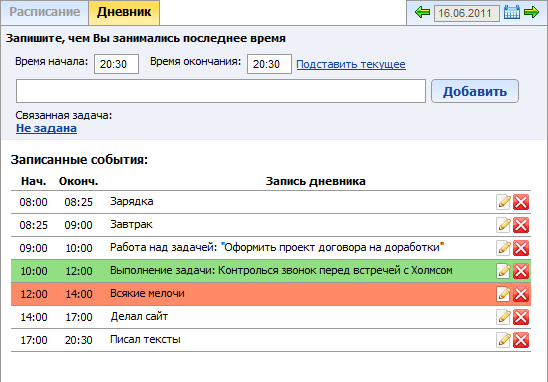 Расписание Дневник 16.06.2011
Запишите, чем Вы занимались последнее время
Время начала: 20:30 Время окончания: 20:30 Подставить текущее
Добавить
Связанная задача:
Не задана
Записанные события:
Нач. Оконч. Запись дневника
08:00 08:25 Зарядка
08:25 09:00 Завтрак
09:00 10:00 Работа над задачей: "Оформить проект договора на доработки"
10:00 12:00 Выполнение задачи: Контролься звонок перед встречей с Холмсом
12:00 14:00 Всякие мелочи
14:00 17:00 Делал сайт
17:00 20:30 Писал тексты